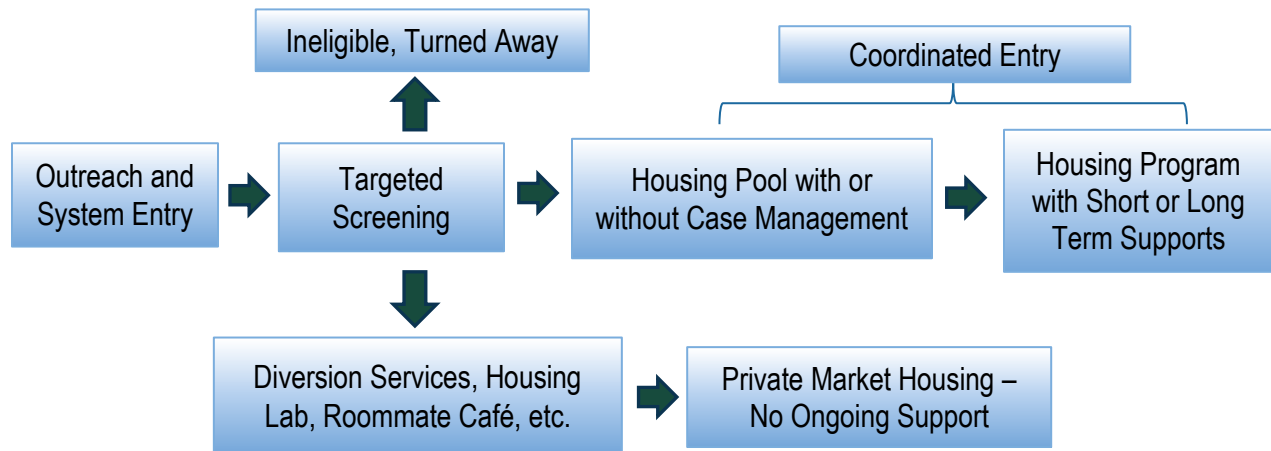 Ineligible, Turned Away
Coordinated Entry
Outreach and
System Entry
Targeted
Screening
Housing Pool with or
without Case Management
Housing Program
with Short or Long
Term Supports
Diversion Services, Housing
Lab, Roommate Café, etc.
Private Market Housing –
No Ongoing Support